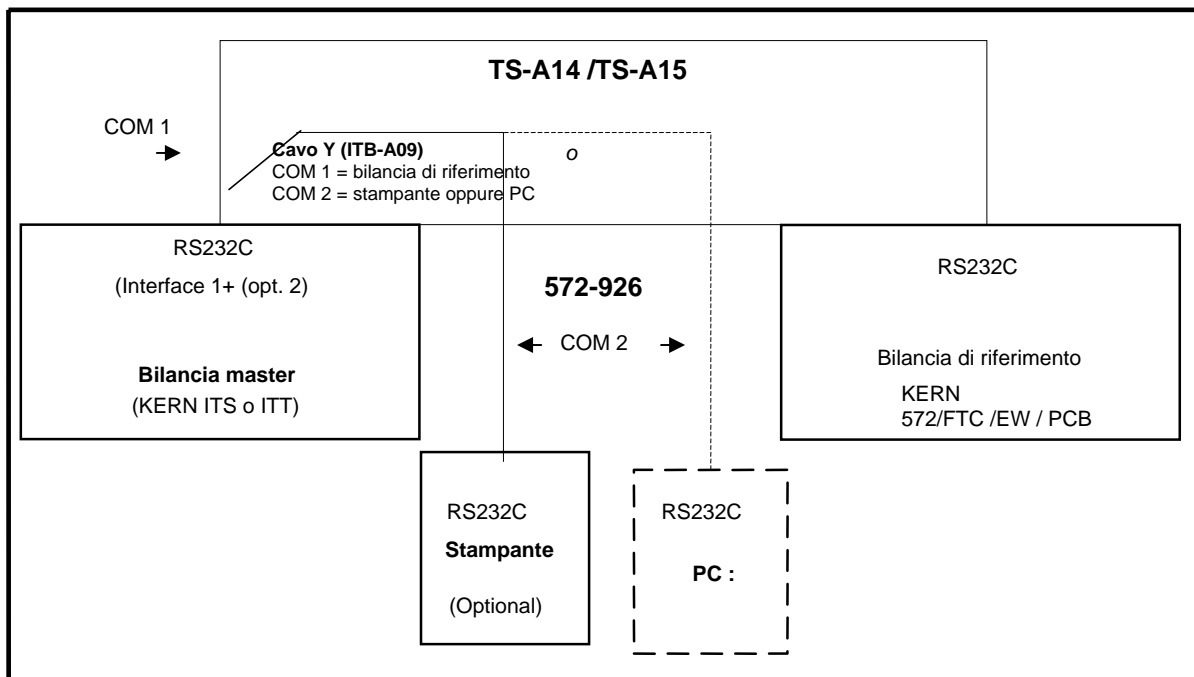 TS-A14 /TS-A15
COM 1
Cavo Y (ITB-A09)
COM 1 = bilancia di riferimento
COM 2 = stampante oppure PC
o
RS232C
(Interface 1+ (opt. 2)
Bilancia master
(KERN ITS o ITT)
572-926
COM 2
RS232C
Bilancia di riferimento
KERN
572/FTC /EW / PCB
RS232C
Stampante
(Optional)
RS232C
PC :